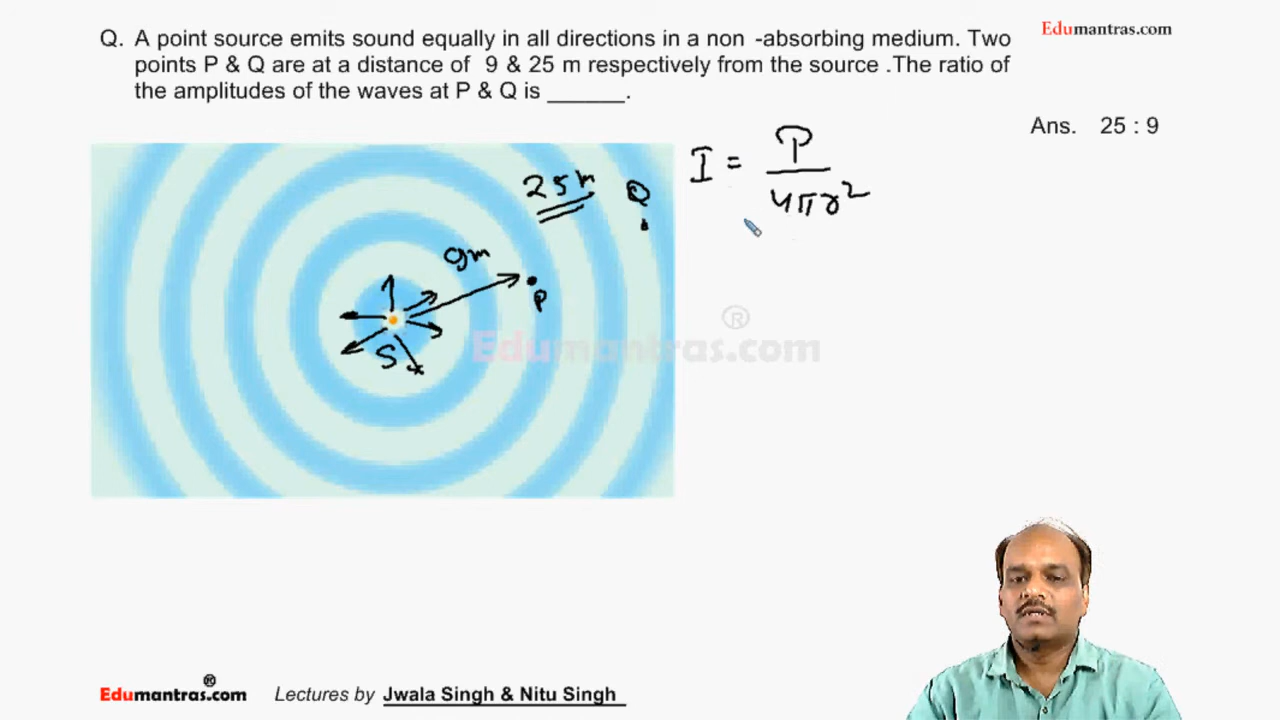 Edumantras.com
Q. A point source emits sound equally in all directions in a non -absorbing medium. Two
points P & Q are at a distance of 9 & 25 m respectively from the source .The ratio of
the amplitudes of the waves at P & Q is ______.
Ans. 25 : 9
I = P / 4πr²
25m Q
9m
P
S
Edumantras.com ®
Edumantras.com ® Lectures by Jwala Singh & Nitu Singh